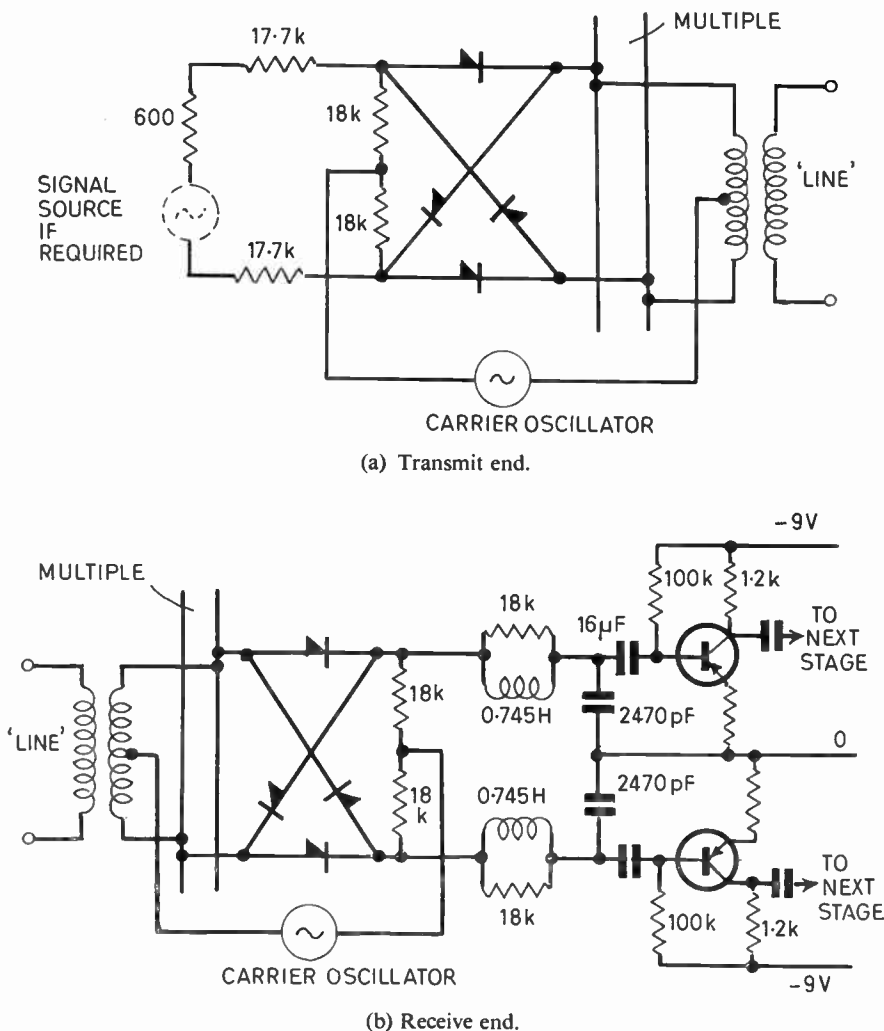 MULTIPLE
17·7k
600
18k
18k
SIGNAL
SOURCE
IF
REQUIRED
17·7k
'LINE'
CARRIER OSCILLATOR
(a) Transmit end.
-9V
MULTIPLE
100k
1·2k
18k
16μF
TO
NEXT
STAGE
18k
0·745H
2470pF
'LINE'
0
18
k
0·745H
2470pF
18k
100k
1·2k
TO
NEXT
STAGE
CARRIER OSCILLATOR
-9V
(b) Receive end.